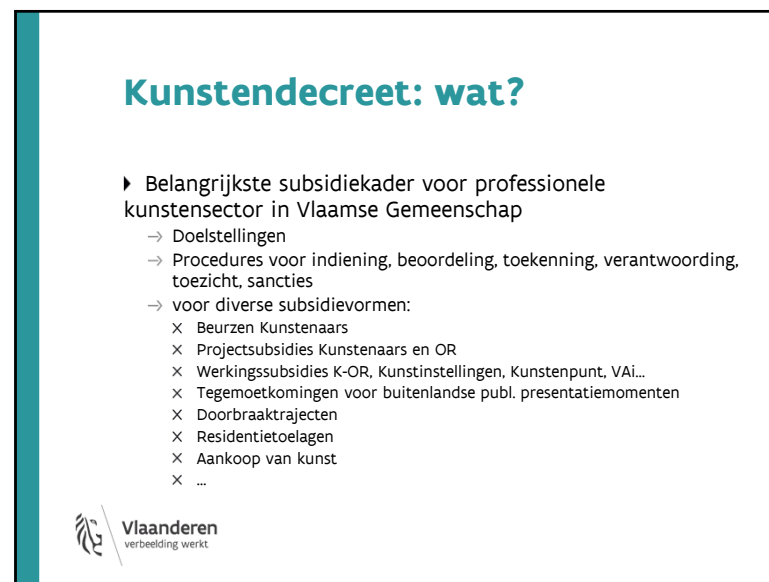 Kunstendecreet: wat?
Belangrijkste subsidiekader voor professionele
kunstensector in Vlaamse Gemeenschap
→ Doelstellingen
→ Procedures voor indiening, beoordeling, toekenning, verantwoording,
toezicht, sancties
→ voor diverse subsidievormen:
X Beurzen Kunstenaars
X Projectsubsidies Kunstenaars en OR
X Werkingssubsidies K-OR, Kunstinstellingen, Kunstenpunt, VAi…
X Tegemoetkomingen voor buitenlandse publ. presentatiemomenten
X Doorbraaktrajecten
X Residentietoelagen
X Aankoop van kunst
X …
Vlaanderen
verbeelding werkt